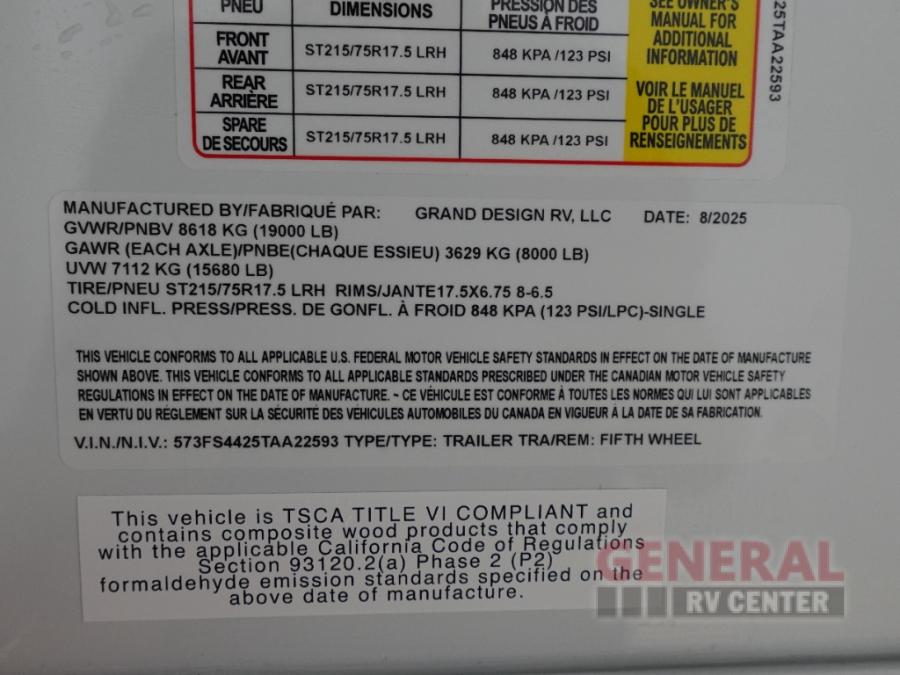 PNEU DIMENSIONS PRESSION DES PNEUS À FROID
SEE OWNER'S
MANUAL FOR
ADDITIONAL
INFORMATION
FRONT
AVANT ST215/75R17.5 LRH 848 KPA /123 PSI
REAR
ARRIÈRE ST215/75R17.5 LRH 848 KPA /123 PSI
SPARE
DE SECOURS ST215/75R17.5 LRH 848 KPA /123 PSI
VOIR LE MANUEL
DE L'USAGER
POUR PLUS DE
RENSEIGNEMENTS
25TAA22593
MANUFACTURED BY/FABRIQUÉ PAR: GRAND DESIGN RV, LLC DATE: 8/2025
GVWR/PNBV 8618 KG (19000 LB)
GAWR (EACH AXLE)/PNBE(CHAQUE ESSIEU) 3629 KG (8000 LB)
UVW 7112 KG (15680 LB)
TIRE/PNEU ST215/75R17.5 LRH RIMS/JANTE17.5X6.75 8-6.5
COLD INFL. PRESS/PRESS. DE GONFL. À FROID 848 KPA (123 PSI/LPC)-SINGLE
THIS VEHICLE CONFORMS TO ALL APPLICABLE U.S. FEDERAL MOTOR VEHICLE SAFETY STANDARDS IN EFFECT ON THE DATE OF MANUFACTURE
SHOWN ABOVE. THIS VEHICLE CONFORMS TO ALL APPLICABLE STANDARDS PRESCRIBED UNDER THE CANADIAN MOTOR VEHICLE SAFETY
REGULATIONS IN EFFECT ON THE DATE OF MANUFACTURE. ~ CE VÉHICULE EST CONFORME À TOUTES LES NORMES QUI LUI SONT APPLICABLES
EN VERTU DU RÉGLEMENT SUR LA SÉCURITÉ DES VÉHICULES AUTOMOBILES DU CANADA EN VIGUEUR À LA DATE DE SA FABRICATION.
V.I.N./N.I.V.: 573FS4425TAA22593 TYPE/TYPE: TRAILER TRA/REM: FIFTH WHEEL
This vehicle is TSCA TITLE VI COMPLIANT and
contains composite wood products that comply
with the applicable California Code of Regulations
Section 93120.2(a) Phase 2 (P2)
formaldehyde emission standards specified on the
above date of manufacture.
GENERAL
RV CENTER